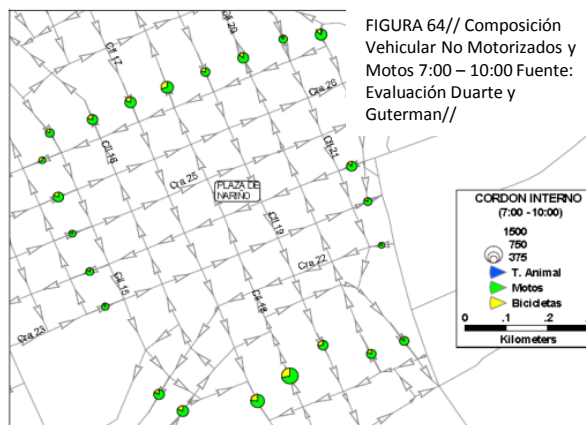 FIGURA 64// Composición
Vehicular No Motorizados y
Motos 7:00 – 10:00 Fuente:
Evaluación Duarte y
Guterman//
Cll.20
Cll.17
Cra.26
Cll.21
Cll.16
Cra.25
PLAZA DE
NARIÑO
Cll.19
Cra.22
Cll.15
Cll.18
Cra.23
CORDON INTERNO
(7:00 - 10:00)
1500
750
375
T. Animal
Motos
Bicicletas
0 .1 .2 .3
Kilometers